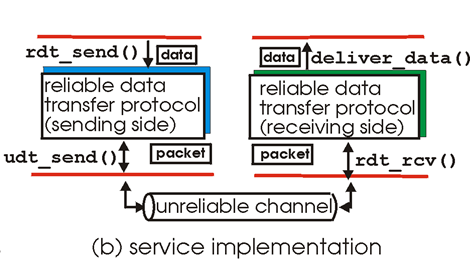 rdt_send()
data
data
deliver_data()
reliable data
transfer protocol
(sending side)
reliable data
transfer protocol
(receiving side)
udt_send()
packet
packet
rdt_rcv()
unreliable channel
(b) service implementation